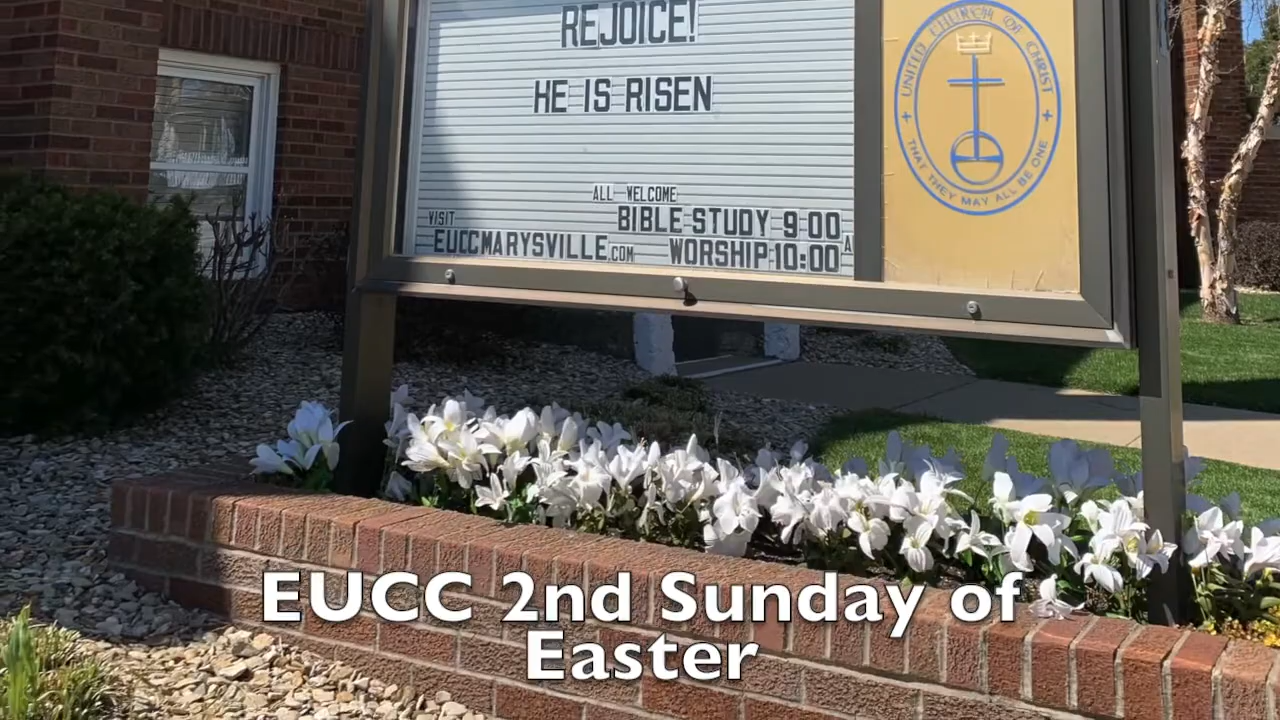 REJOICE!
HE IS RISEN
ALL WELCOME
VISIT
BIBLE STUDY 9:00
EUCCMARYSVILLE.COM WORSHIP 10:00 A
UNITED CHURCH OF CHRIST
THAT THEY MAY ALL BE ONE
EUCC 2nd Sunday of
Easter